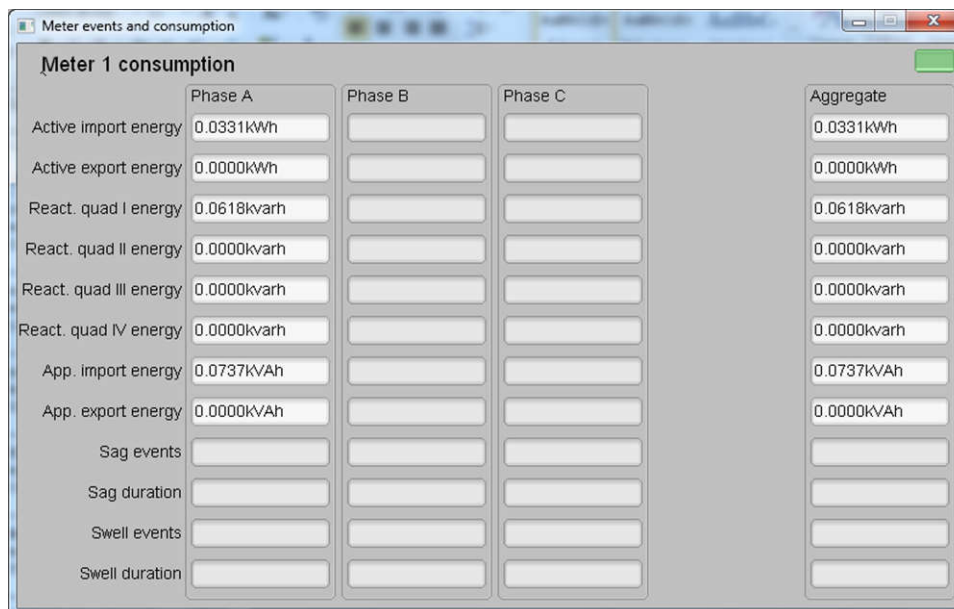 Meter events and consumption
Meter 1 consumption
Phase A Phase B Phase C Aggregate
Active import energy 0.0331kWh 0.0331kWh
Active export energy 0.0000kWh 0.0000kWh
React. quad I energy 0.0618kvarh 0.0618kvarh
React. quad II energy 0.0000kvarh 0.0000kvarh
React. quad III energy 0.0000kvarh 0.0000kvarh
React. quad IV energy 0.0000kvarh 0.0000kvarh
App. import energy 0.0737kVAh 0.0737kVAh
App. export energy 0.0000kVAh 0.0000kVAh
Sag events
Sag duration
Swell events
Swell duration